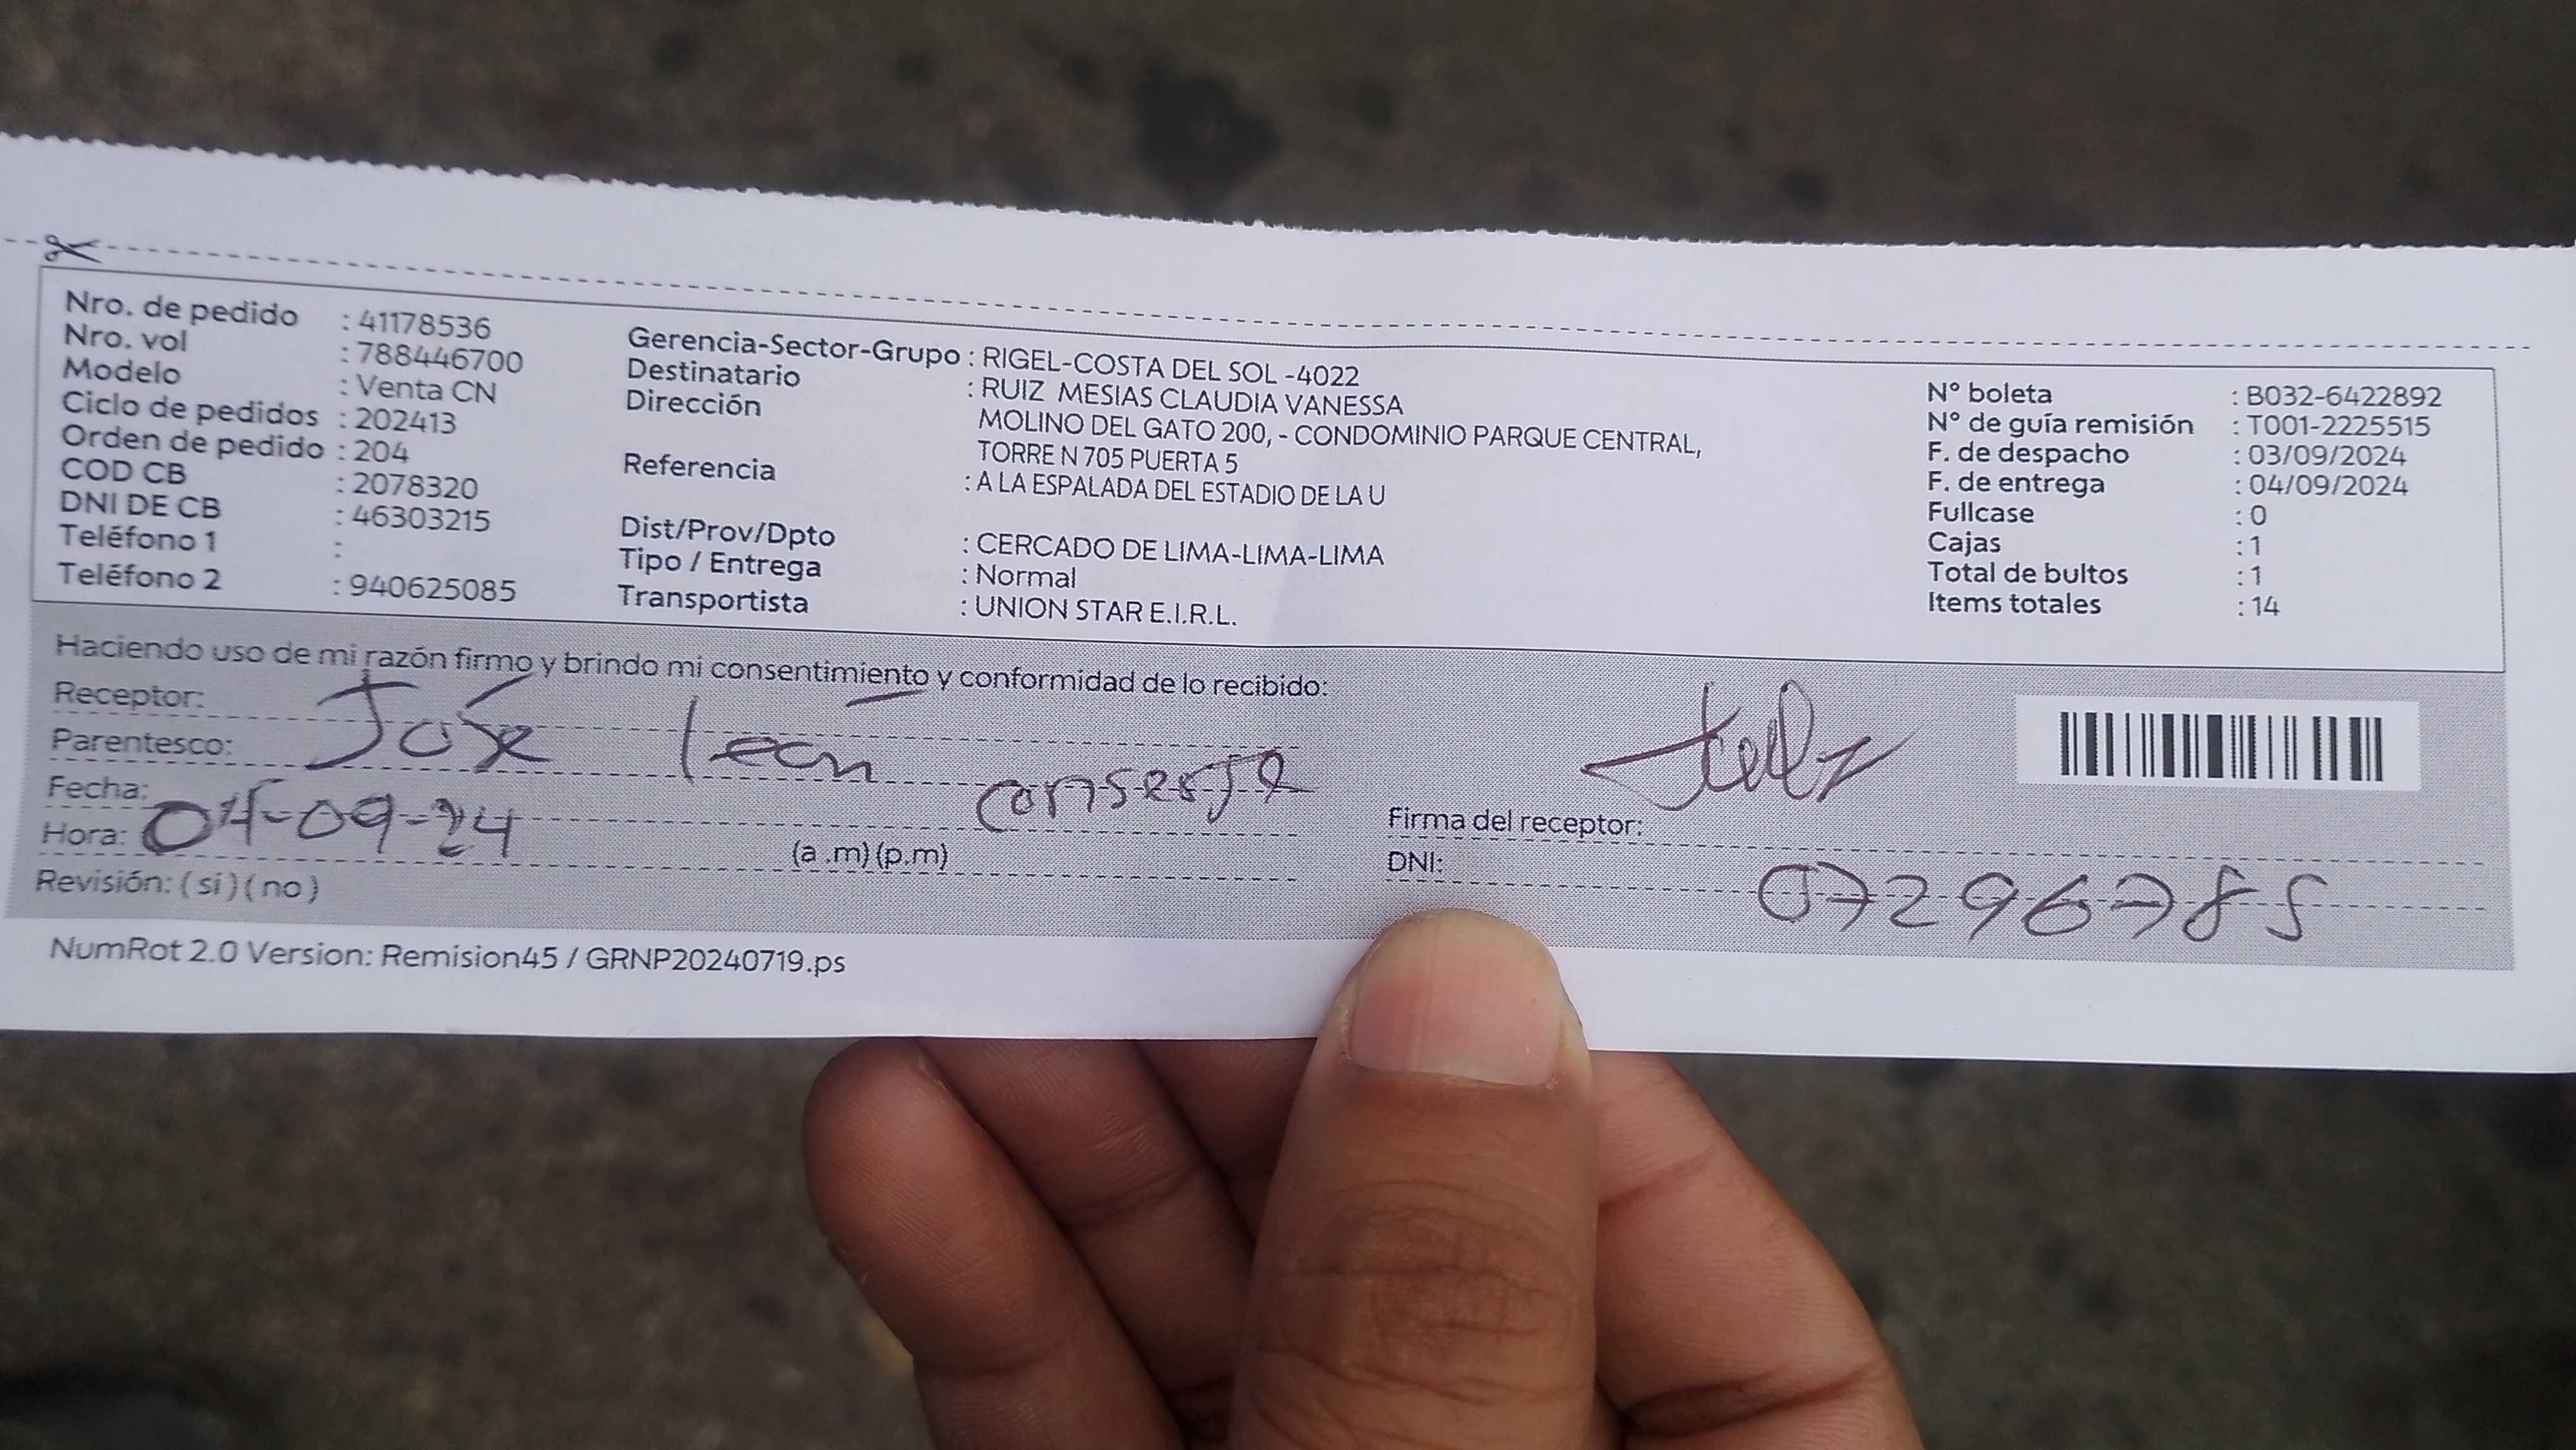 Nro. de pedido : 41178536
Nro. vol : 788446700
Modelo : Venta CN
Ciclo de pedidos : 202413
Orden de pedido : 204
COD CB : 2078320
DNI DE CB : 46303215
Teléfono 1 :
Teléfono 2 : 940625085
Gerencia-Sector-Grupo : RIGEL-COSTA DEL SOL -4022
Destinatario : RUIZ MESIAS CLAUDIA VANESSA
Dirección MOLINO DEL GATO 200, - CONDOMINIO PARQUE CENTRAL,
TORRE N 705 PUERTA 5
Referencia : A LA ESPALADA DEL ESTADIO DE LA U
Dist/Prov/Dpto : CERCADO DE LIMA-LIMA-LIMA
Tipo / Entrega : Normal
Transportista : UNION STAR E.I.R.L.
N° boleta : B032-6422892
N° de guía remisión : T001-2225515
F. de despacho : 03/09/2024
F. de entrega : 04/09/2024
Fullcase : 0
Cajas : 1
Total de bultos : 1
Items totales : 14
Haciendo uso de mi razón firmo y brindo mi consentimiento y conformidad de lo recibido:
Receptor:
Parentesco: José León conserje
Fecha: 04-09-24
Hora: (a .m) (p.m)
Revisión: ( si ) ( no )
Firma del receptor:
DNI: 07296785
NumRot 2.0 Version: Remision45 / GRNP20240719.ps